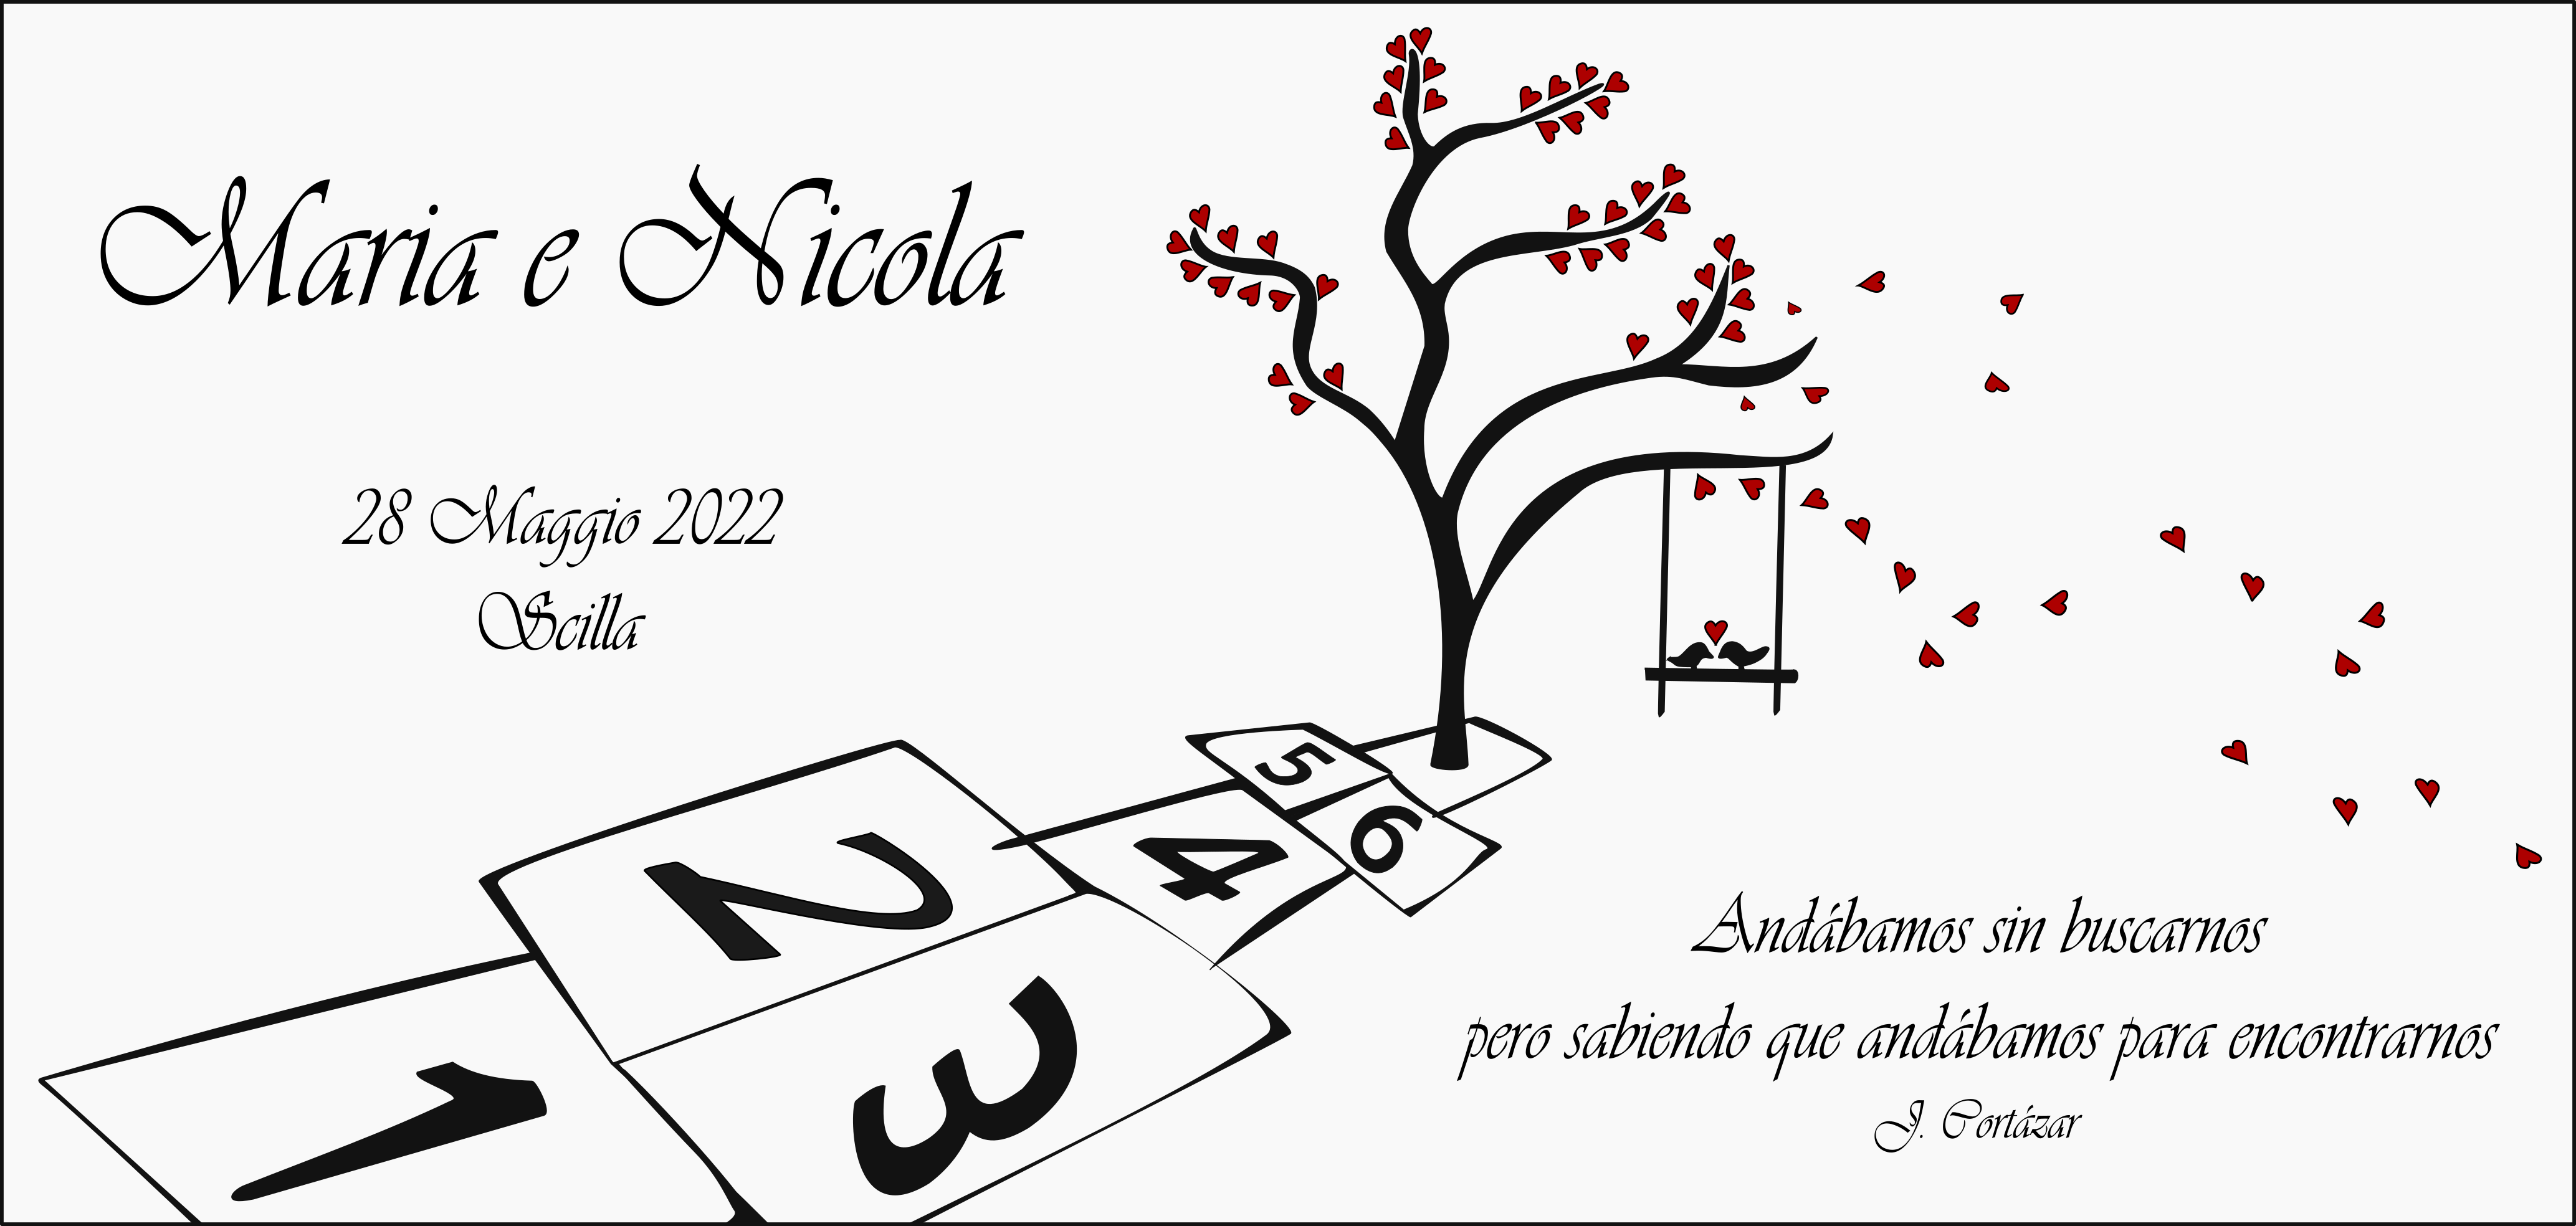 Maria e Nicola
28 Maggio 2022
Scilla
5
6
2
4
3
1
Andábamos sin buscarnos
pero sabiendo que andábamos para encontrarnos
J. Cortázar